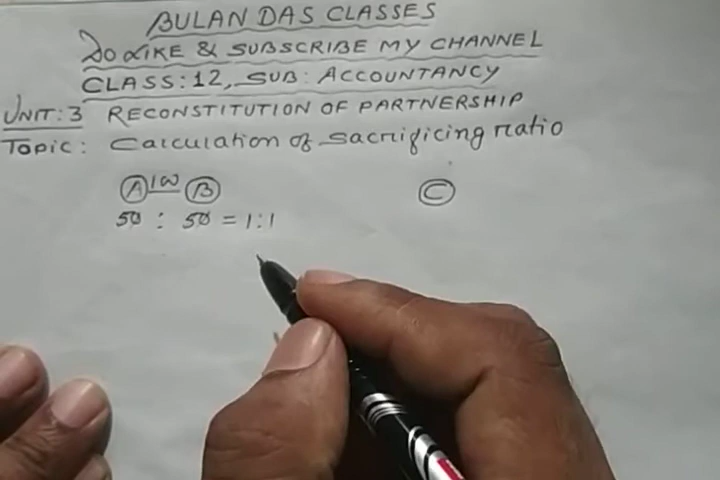 BULAN DAS CLASSES
DO LIKE & SUBSCRIBE MY CHANNEL
CLASS: 12, SUB: ACCOUNTANCY
UNIT: 3 RECONSTITUTION OF PARTNERSHIP
TOPIC: Calculation of Sacrificing ratio
A 100 B C
50 : 50 = 1:1